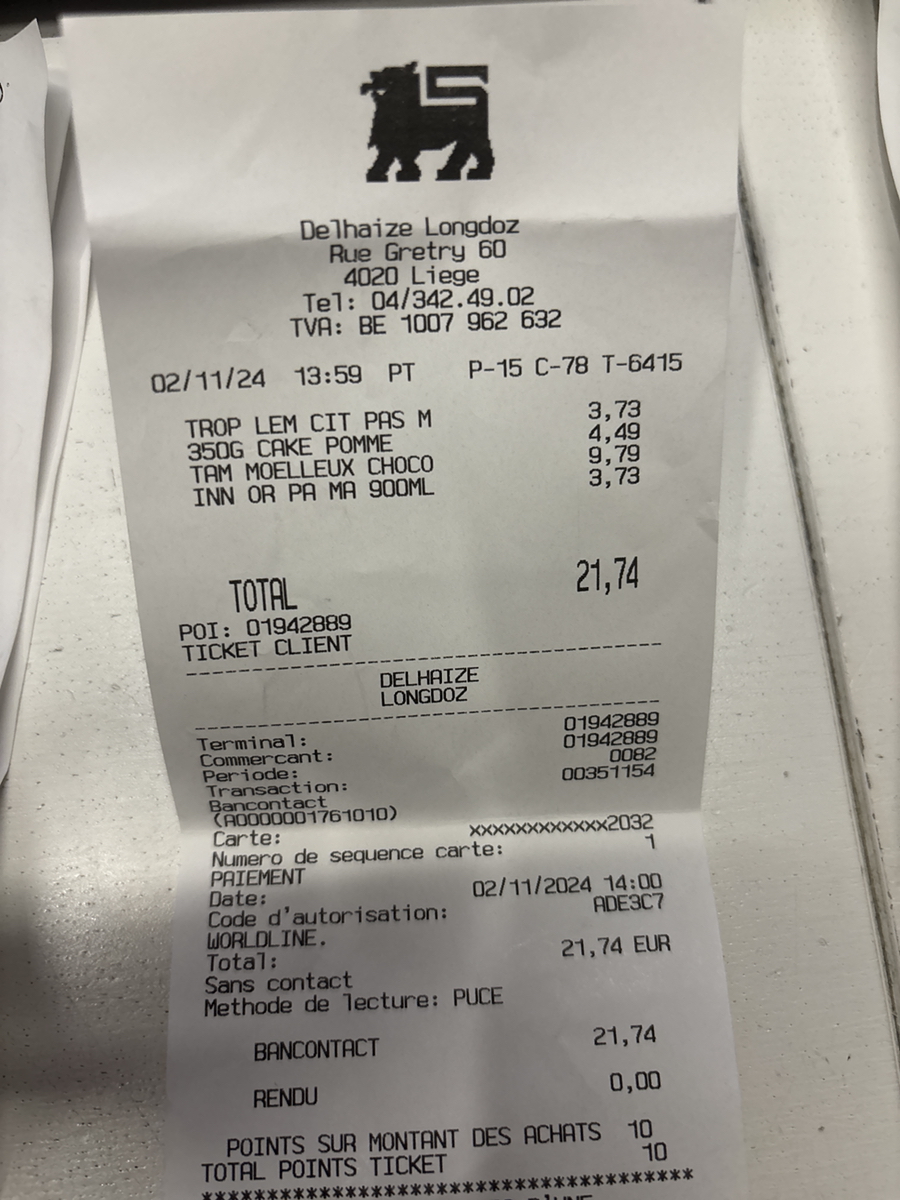 Delhaize Longdoz
Rue Gretry 60
4020 Liege
Tel: 04/342.49.02
TVA: BE 1007 962 632
02/11/24 13:59 PT P-15 C-78 T-6415
TROP LEM CIT PAS M 3,73
350G CAKE POMME 4,49
TAM MOELLEUX CHOCO 9,79
INN OR PA MA 900ML 3,73
TOTAL 21,74
POI: 01942889
TICKET CLIENT
DELHAIZE
LONGDOZ
Terminal: 01942889
Commercant: 01942889
Periode: 0082
Transaction: 00351154
Bancontact
(A0000001761010)
Carte: xxxxxxxxxxxx2032
Numero de sequence carte: 1
PAIEMENT
Date: 02/11/2024 14:00
Code d'autorisation: ADE3C7
WORLDLINE.
Total: 21,74 EUR
Sans contact
Methode de lecture: PUCE
BANCONTACT 21,74
RENDU 0,00
POINTS SUR MONTANT DES ACHATS 10
TOTAL POINTS TICKET 10
**************************************